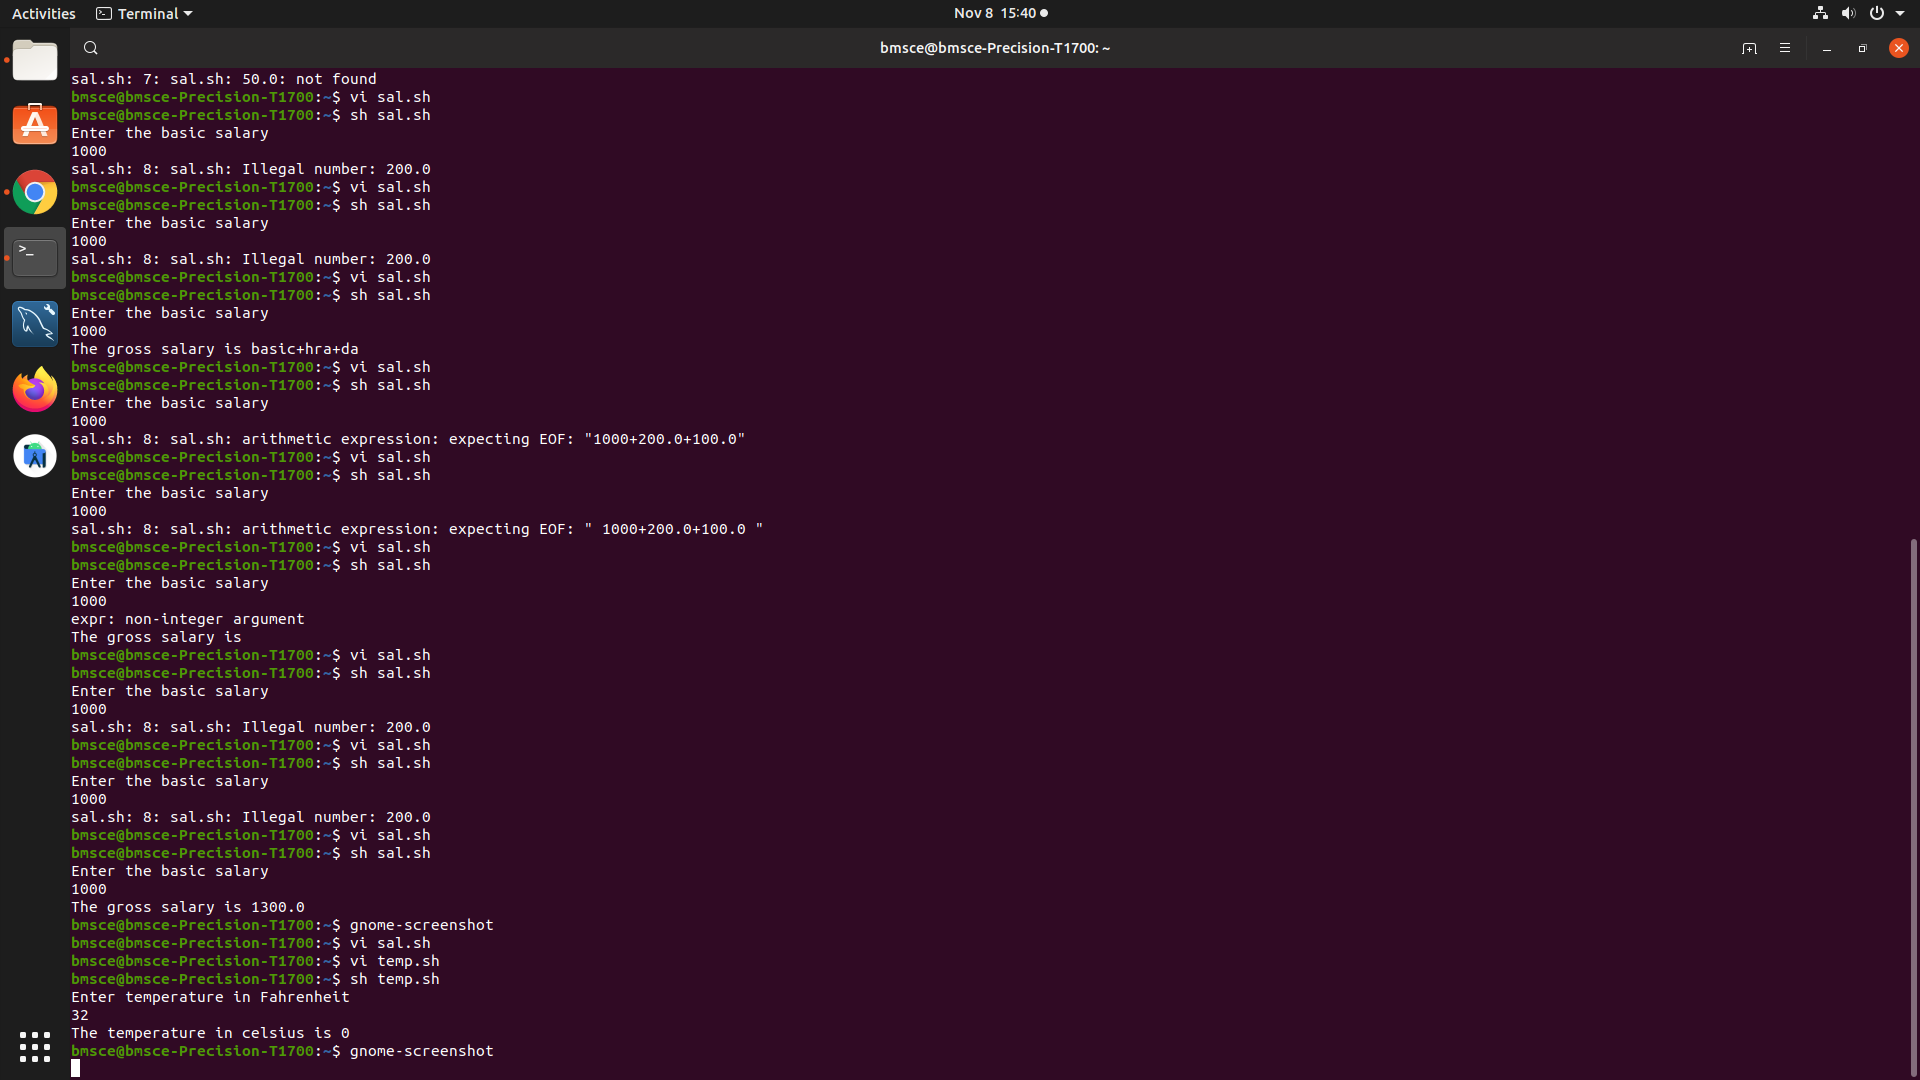 Activities
Terminal
Nov 8 15:40
bmsce@bmsce-Precision-T1700: ~
sal.sh: 7: sal.sh: 50.0: not found
bmsce@bmsce-Precision-T1700:~$ vi sal.sh
bmsce@bmsce-Precision-T1700:~$ sh sal.sh
Enter the basic salary
1000
sal.sh: 8: sal.sh: Illegal number: 200.0
bmsce@bmsce-Precision-T1700:~$ vi sal.sh
bmsce@bmsce-Precision-T1700:~$ sh sal.sh
Enter the basic salary
1000
sal.sh: 8: sal.sh: Illegal number: 200.0
bmsce@bmsce-Precision-T1700:~$ vi sal.sh
bmsce@bmsce-Precision-T1700:~$ sh sal.sh
Enter the basic salary
1000
The gross salary is basic+hra+da
bmsce@bmsce-Precision-T1700:~$ vi sal.sh
bmsce@bmsce-Precision-T1700:~$ sh sal.sh
Enter the basic salary
1000
sal.sh: 8: sal.sh: arithmetic expression: expecting EOF: "1000+200.0+100.0"
bmsce@bmsce-Precision-T1700:~$ vi sal.sh
bmsce@bmsce-Precision-T1700:~$ sh sal.sh
Enter the basic salary
1000
sal.sh: 8: sal.sh: arithmetic expression: expecting EOF: " 1000+200.0+100.0 "
bmsce@bmsce-Precision-T1700:~$ vi sal.sh
bmsce@bmsce-Precision-T1700:~$ sh sal.sh
Enter the basic salary
1000
expr: non-integer argument
The gross salary is
bmsce@bmsce-Precision-T1700:~$ vi sal.sh
bmsce@bmsce-Precision-T1700:~$ sh sal.sh
Enter the basic salary
1000
sal.sh: 8: sal.sh: Illegal number: 200.0
bmsce@bmsce-Precision-T1700:~$ vi sal.sh
bmsce@bmsce-Precision-T1700:~$ sh sal.sh
Enter the basic salary
1000
sal.sh: 8: sal.sh: Illegal number: 200.0
bmsce@bmsce-Precision-T1700:~$ vi sal.sh
bmsce@bmsce-Precision-T1700:~$ sh sal.sh
Enter the basic salary
1000
The gross salary is 1300.0
bmsce@bmsce-Precision-T1700:~$ gnome-screenshot
bmsce@bmsce-Precision-T1700:~$ vi sal.sh
bmsce@bmsce-Precision-T1700:~$ vi temp.sh
bmsce@bmsce-Precision-T1700:~$ sh temp.sh
Enter temperature in Fahrenheit
32
The temperature in celsius is 0
bmsce@bmsce-Precision-T1700:~$ gnome-screenshot